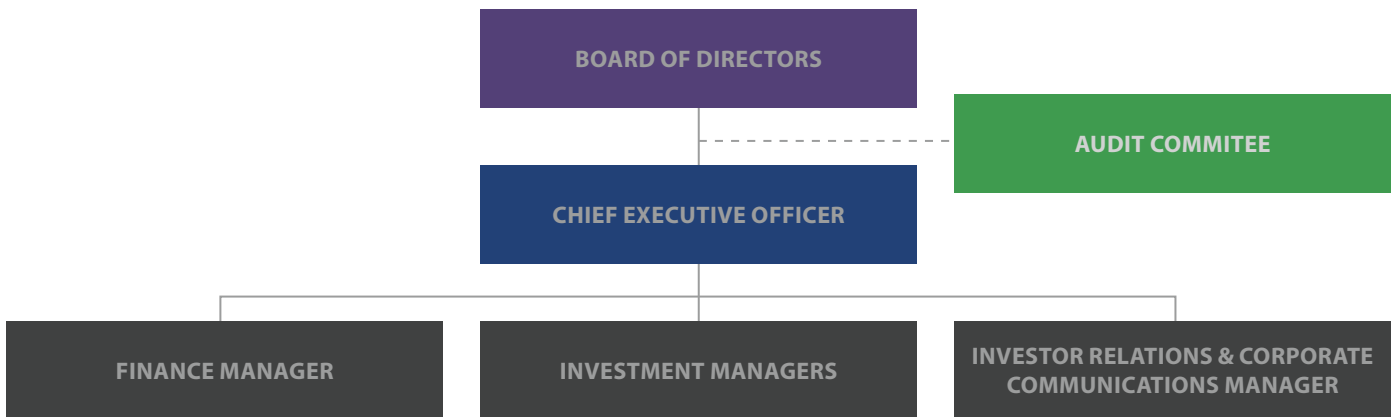 BOARD OF DIRECTORS
AUDIT COMMITEE
CHIEF EXECUTIVE OFFICER
FINANCE MANAGER
INVESTMENT MANAGERS
INVESTOR RELATIONS & CORPORATE
COMMUNICATIONS MANAGER